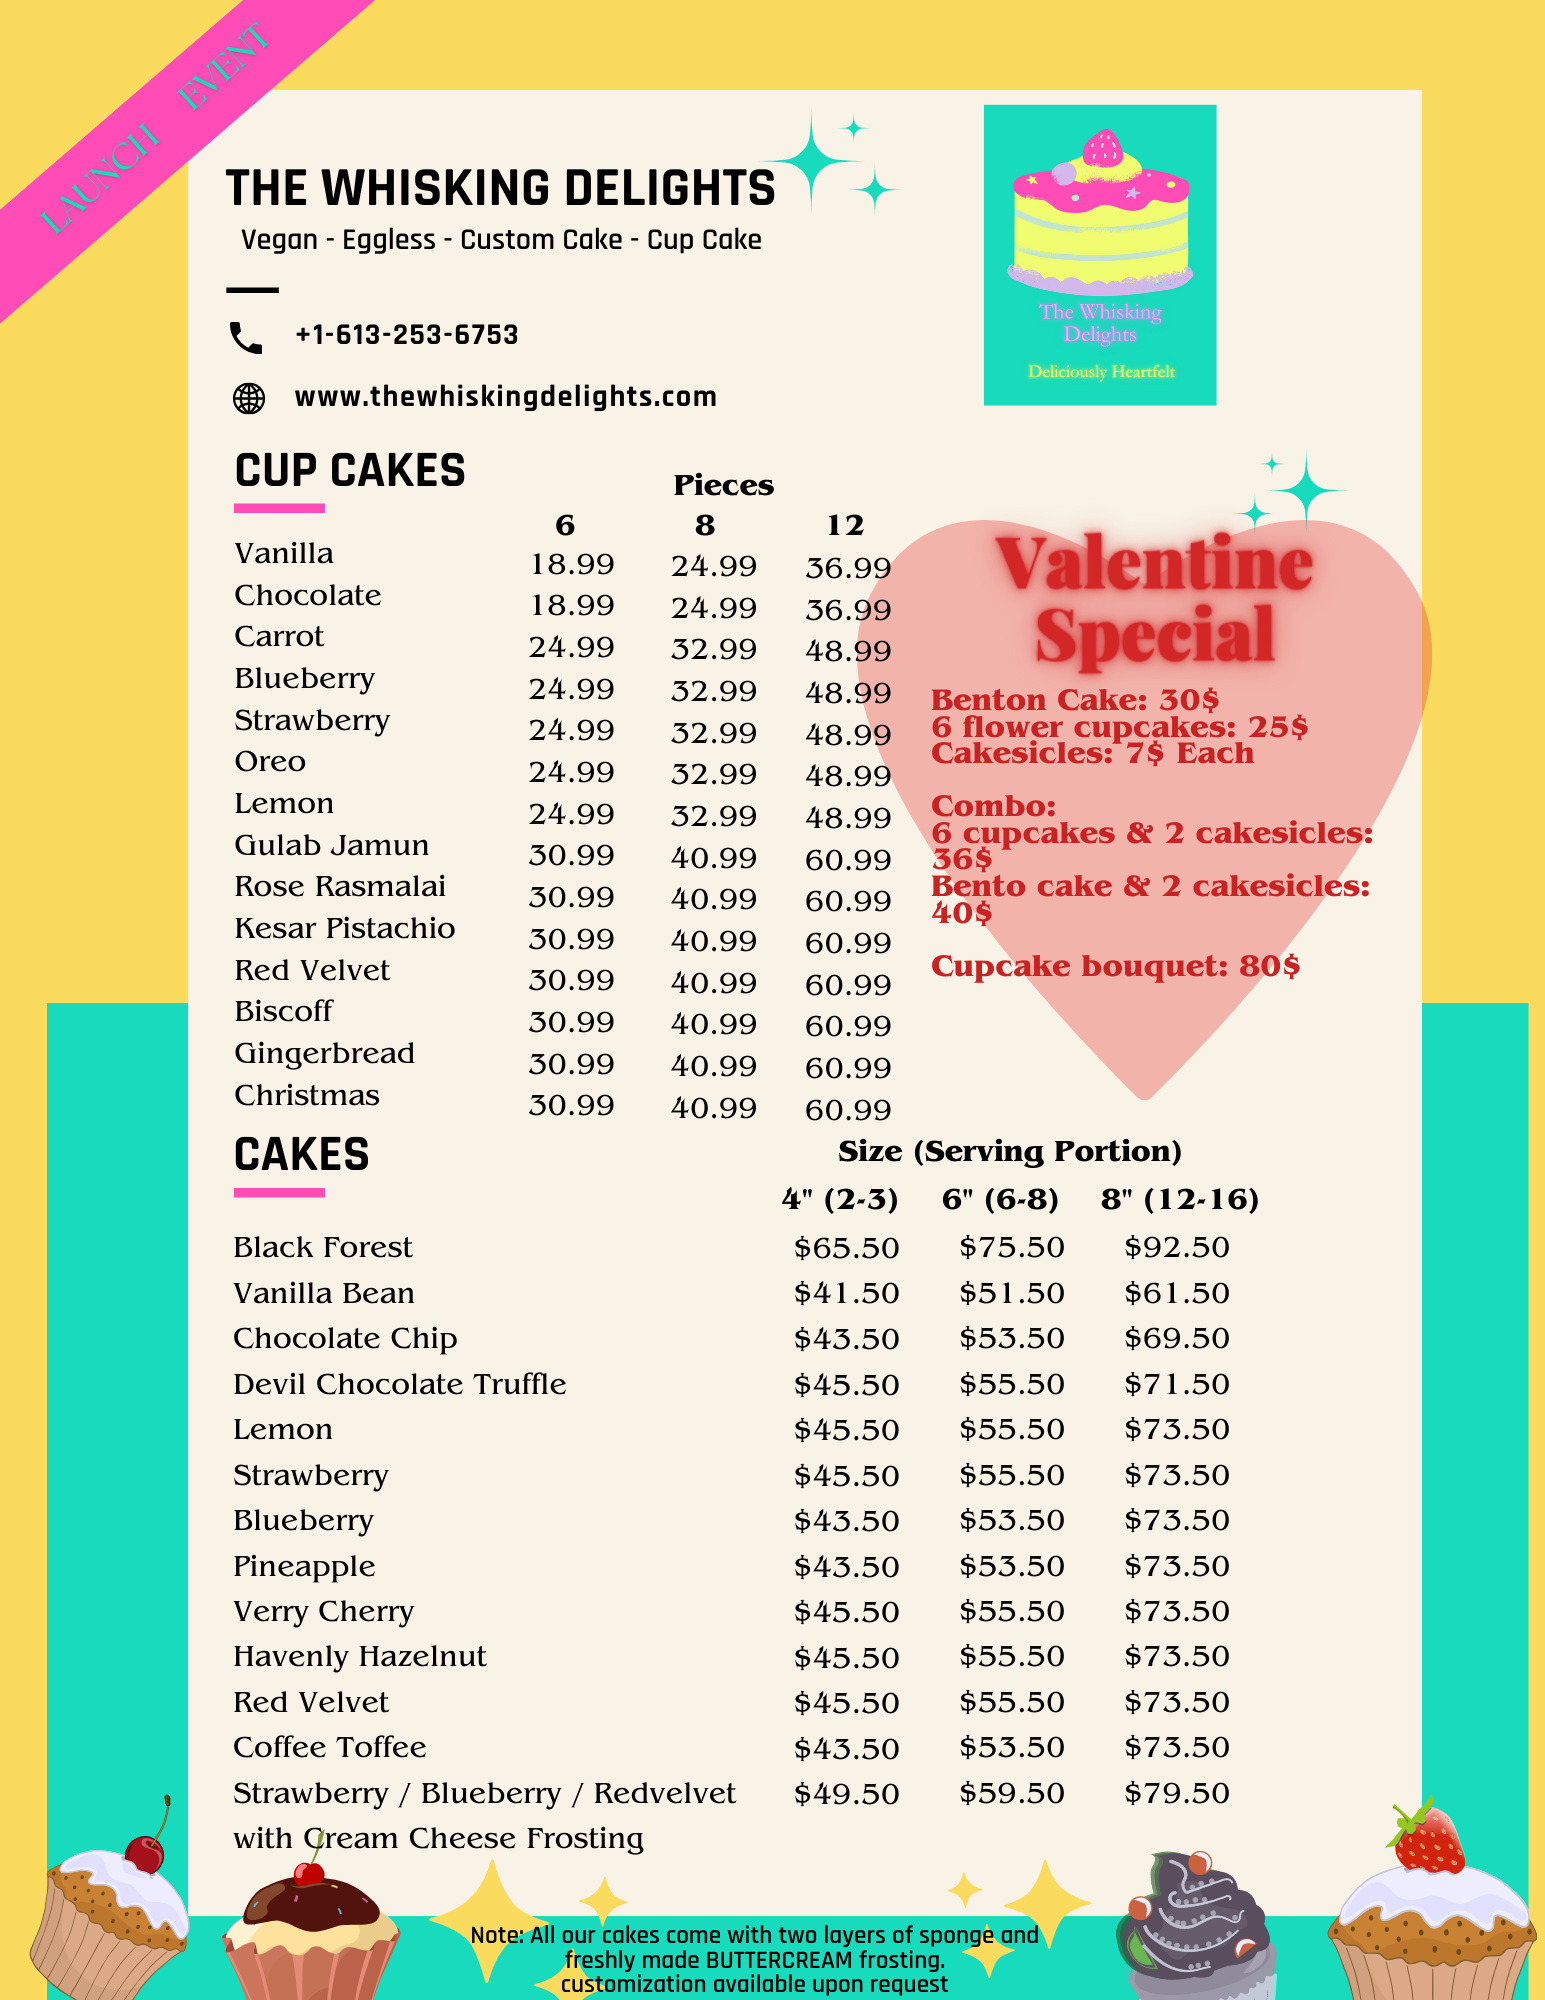 LAUNCH EVENT
THE WHISKING DELIGHTS
Vegan - Eggless - Custom Cake - Cup Cake
+1-613-253-6753
www.thewhiskingdelights.com
The Whisking
Delights
Deliciously Heartfelt
CUP CAKES
Pieces
6 8 12
Vanilla 18.99 24.99 36.99
Chocolate 18.99 24.99 36.99
Carrot 24.99 32.99 48.99
Blueberry 24.99 32.99 48.99
Strawberry 24.99 32.99 48.99
Oreo 24.99 32.99 48.99
Lemon 24.99 32.99 48.99
Gulab Jamun 30.99 40.99 60.99
Rose Rasmalai 30.99 40.99 60.99
Kesar Pistachio 30.99 40.99 60.99
Red Velvet 30.99 40.99 60.99
Biscoff 30.99 40.99 60.99
Gingerbread 30.99 40.99 60.99
Christmas 30.99 40.99 60.99
Valentine
Special
Benton Cake: 30$
6 flower cupcakes: 25$
Cakesicles: 7$ Each
Combo:
6 cupcakes & 2 cakesicles:
36$
Bento cake & 2 cakesicles:
40$
Cupcake bouquet: 80$
CAKES
Size (Serving Portion)
4" (2-3) 6" (6-8) 8" (12-16)
Black Forest $65.50 $75.50 $92.50
Vanilla Bean $41.50 $51.50 $61.50
Chocolate Chip $43.50 $53.50 $69.50
Devil Chocolate Truffle $45.50 $55.50 $71.50
Lemon $45.50 $55.50 $73.50
Strawberry $45.50 $55.50 $73.50
Blueberry $43.50 $53.50 $73.50
Pineapple $43.50 $53.50 $73.50
Verry Cherry $45.50 $55.50 $73.50
Havenly Hazelnut $45.50 $55.50 $73.50
Red Velvet $45.50 $55.50 $73.50
Coffee Toffee $43.50 $53.50 $73.50
Strawberry / Blueberry / Redvelvet $49.50 $59.50 $79.50
with Cream Cheese Frosting
Note: All our cakes come with two layers of sponge and
freshly made BUTTERCREAM frosting.
customization available upon request